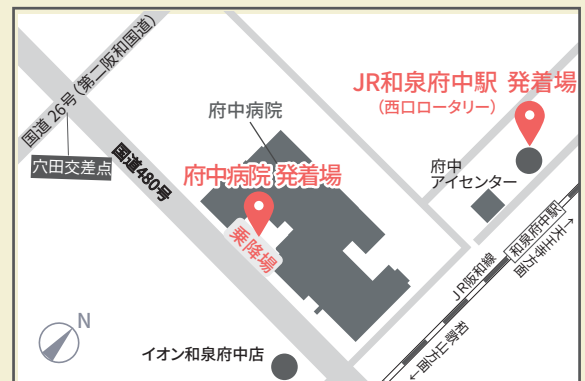 国道26号(第二阪和国道)
穴田交差点
国道480号
府中病院
府中病院 発着場
乗降場
JR和泉府中駅 発着場
(西口ロータリー)
府中
アイセンター
和泉府中駅
←天王寺方面
JR阪和線
和歌山方面→
イオン和泉府中店
N